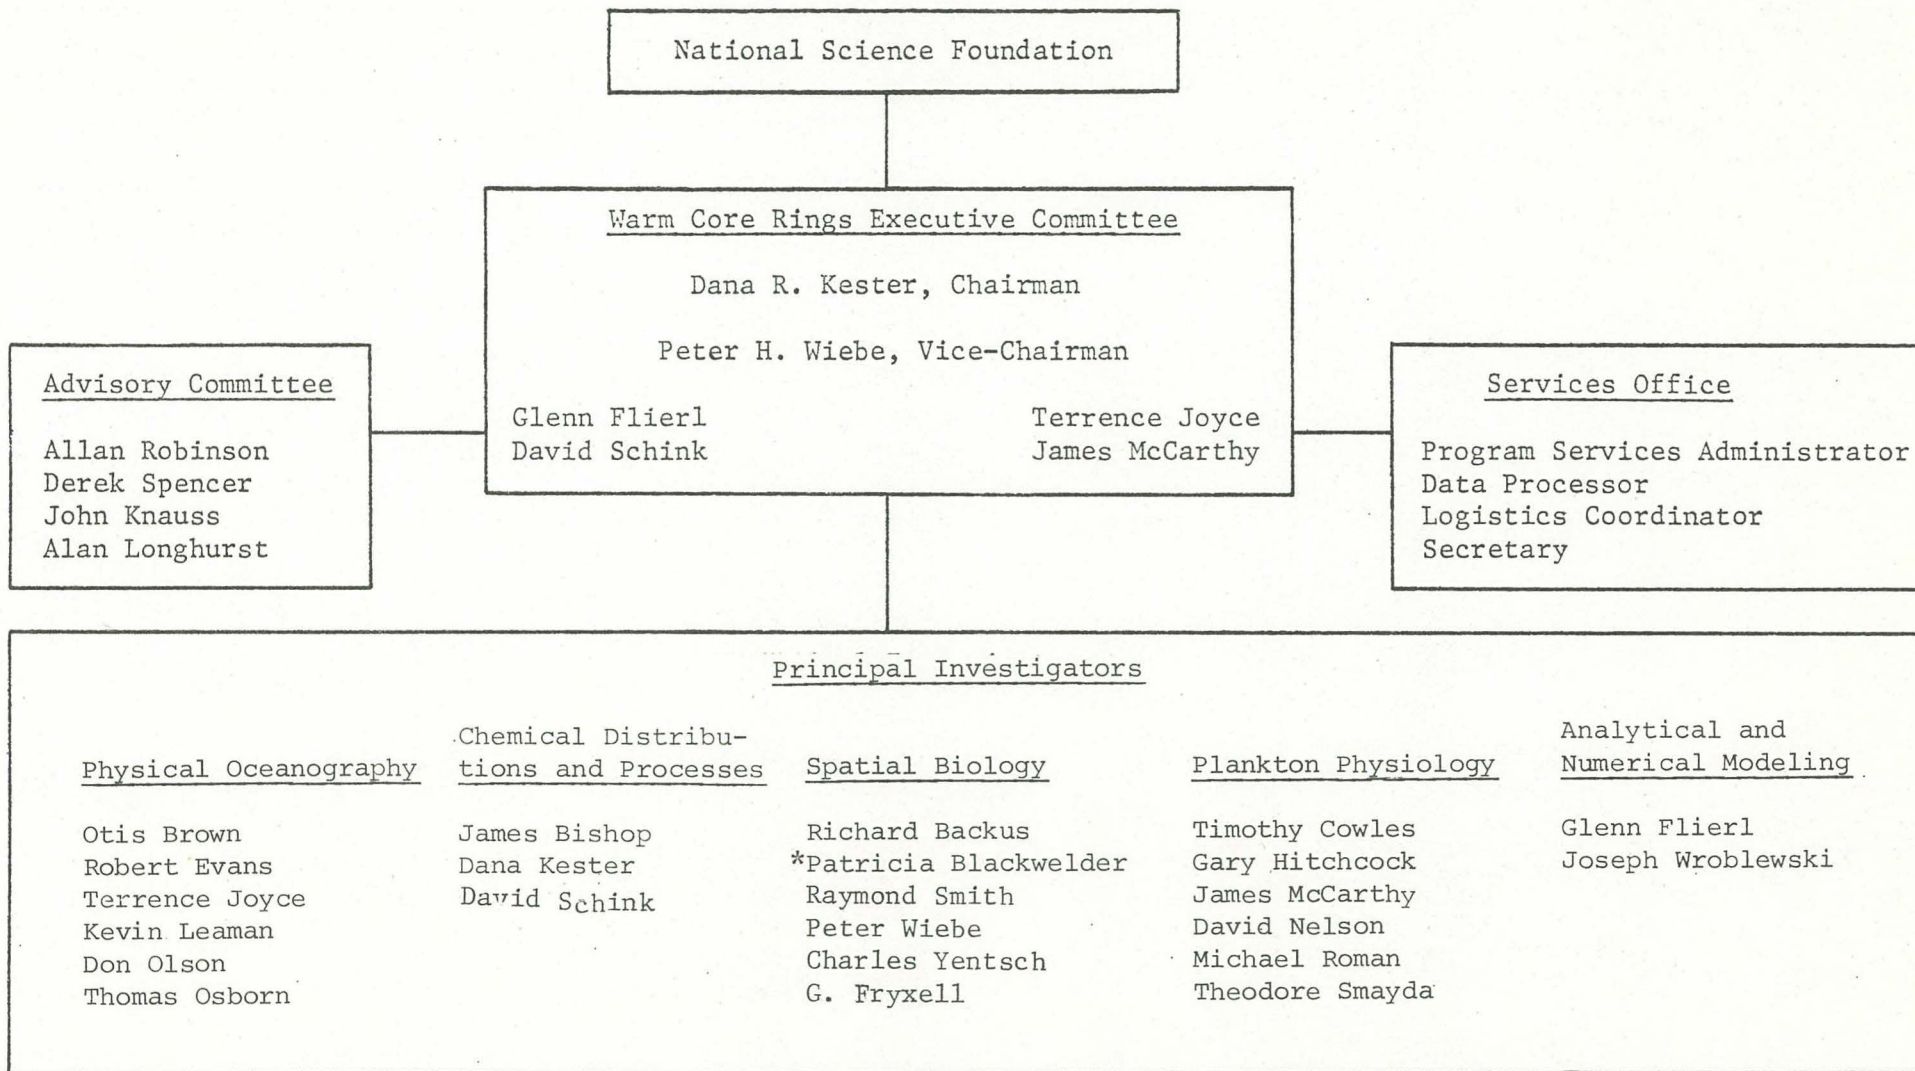 National Science Foundation
Warm Core Rings Executive Committee
Dana R. Kester, Chairman
Peter H. Wiebe, Vice-Chairman
Glenn Flierl
David Schink
Terrence Joyce
James McCarthy
Advisory Committee
Allan Robinson
Derek Spencer
John Knauss
Alan Longhurst
Services Office
Program Services Administrator
Data Processor
Logistics Coordinator
Secretary
Principal Investigators
Physical Oceanography
Otis Brown
Robert Evans
Terrence Joyce
Kevin Leaman
Don Olson
Thomas Osborn
Chemical Distribu-
tions and Processes
James Bishop
Dana Kester
David Schink
Spatial Biology
Richard Backus
*Patricia Blackwelder
Raymond Smith
Peter Wiebe
Charles Yentsch
G. Fryxell
Plankton Physiology
Timothy Cowles
Gary Hitchcock
James McCarthy
David Nelson
Michael Roman
Theodore Smayda
Analytical and
Numerical Modeling
Glenn Flierl
Joseph Wroblewski